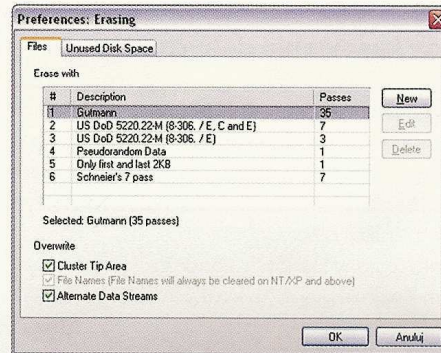 Preferences: Erasing
Files Unused Disk Space
Erase with
# Description Passes
1 Gutmann 35
2 US DoD 5220.22-M (8-306. / E, C and E) 7
3 US DoD 5220.22-M (8-306. / E) 3
4 Pseudorandom Data 1
5 Only first and last 2KB 1
6 Schneier's 7 pass 7
New
Edit
Delete
Selected: Gutmann (35 passes)
Overwrite
Cluster Tip Area
File Names (File Names will always be cleared on NT/XP and above)
Alternate Data Streams
OK Anuluj